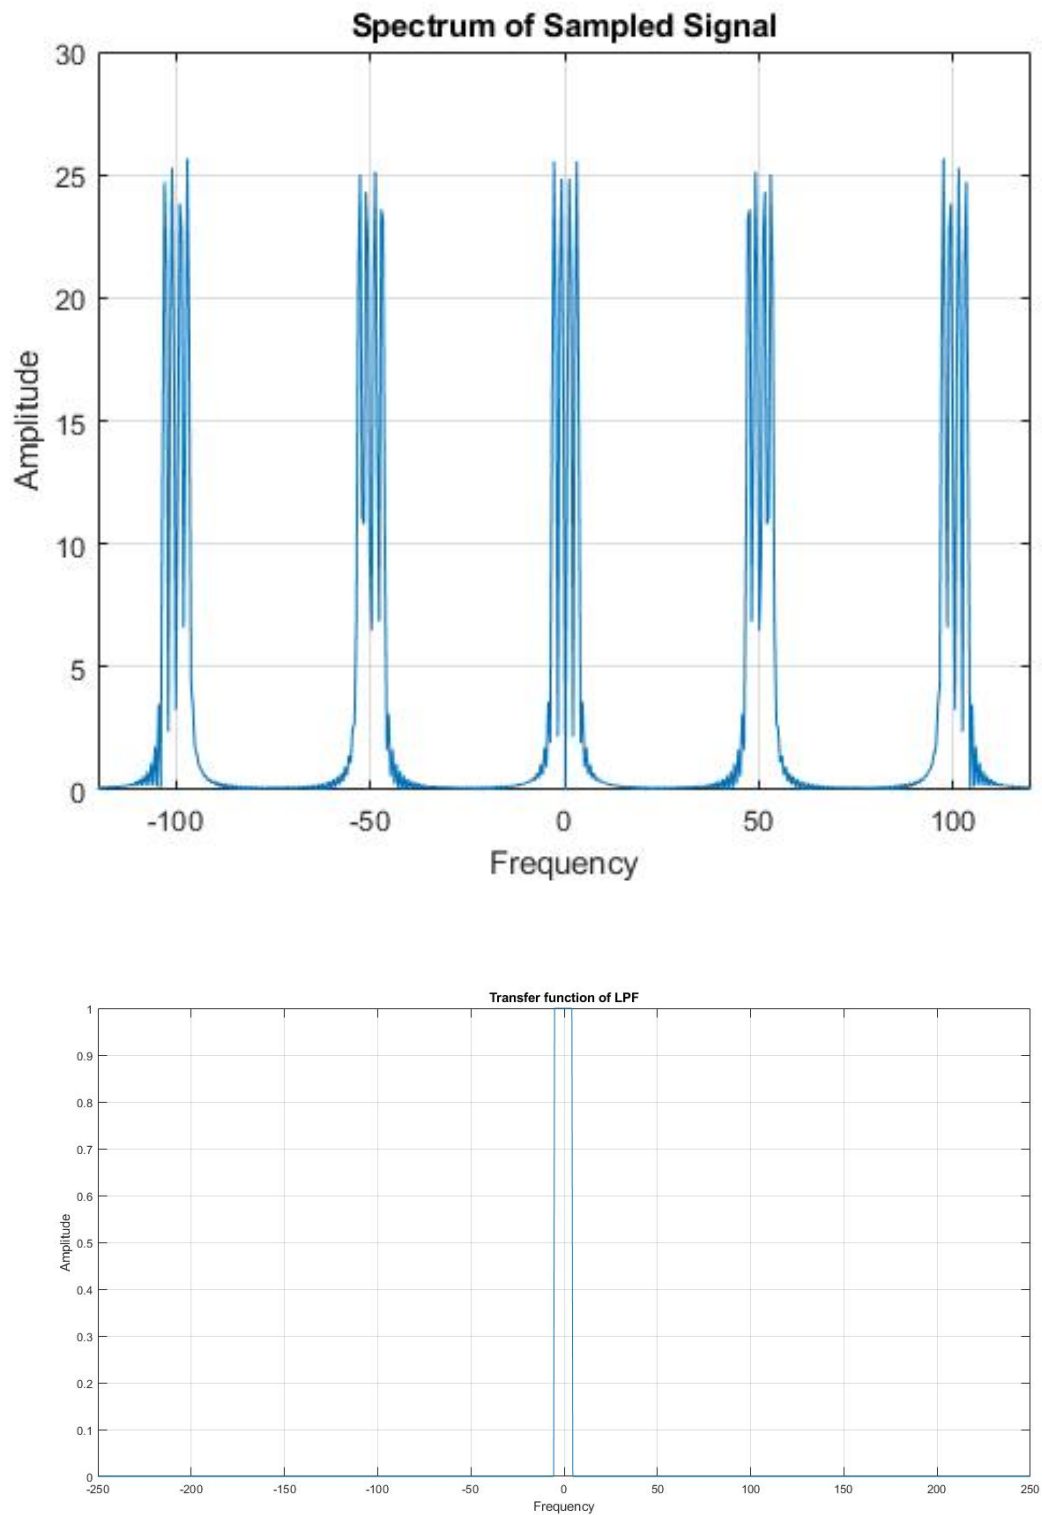 Spectrum of Sampled Signal
30
25
20
15
10
5
0
Amplitude
-100 -50 0 50 100
Frequency
Transfer function of LPF
1
0.9
0.8
0.7
0.6
0.5
0.4
0.3
0.2
0.1
0
Amplitude
-250 -200 -150 -100 -50 0 50 100 150 200 250
Frequency